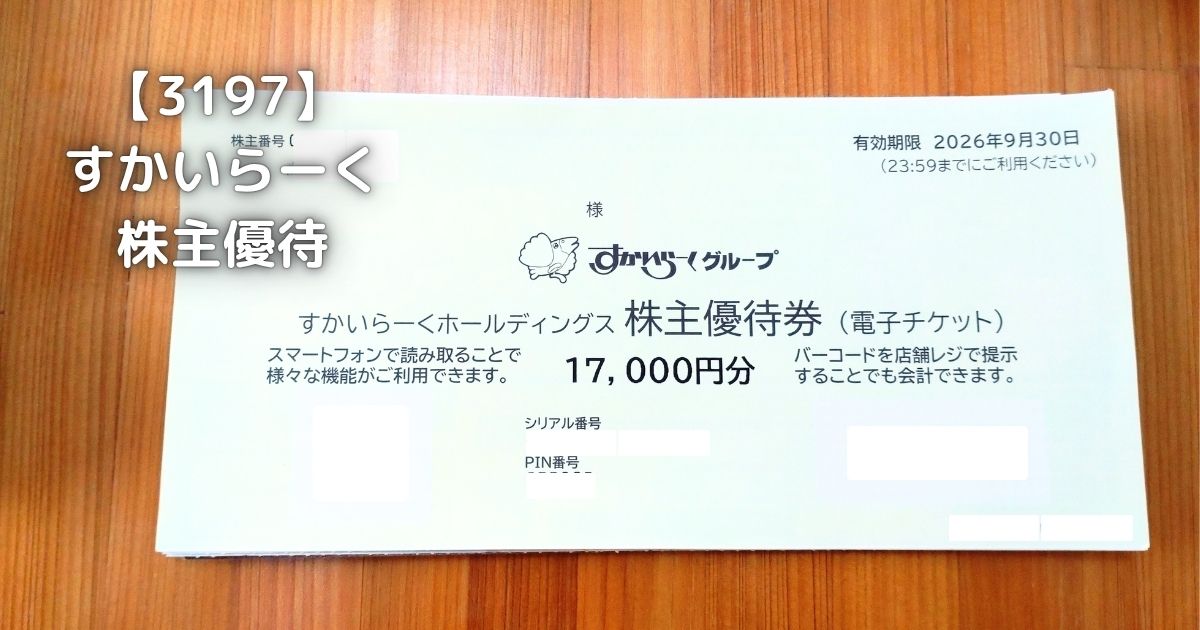 【3197】
すかいらーく
株主優待
株主番号(
有効期限 2026年9月30日
(23:59までにご利用ください)
様
すかいらーくグループ
すかいらーくホールディングス 株主優待券(電子チケット)
スマートフォンで読み取ることで
様々な機能がご利用できます。
17,000円分
バーコードを店舗レジで提示
することでも会計できます。
シリアル番号
PIN番号